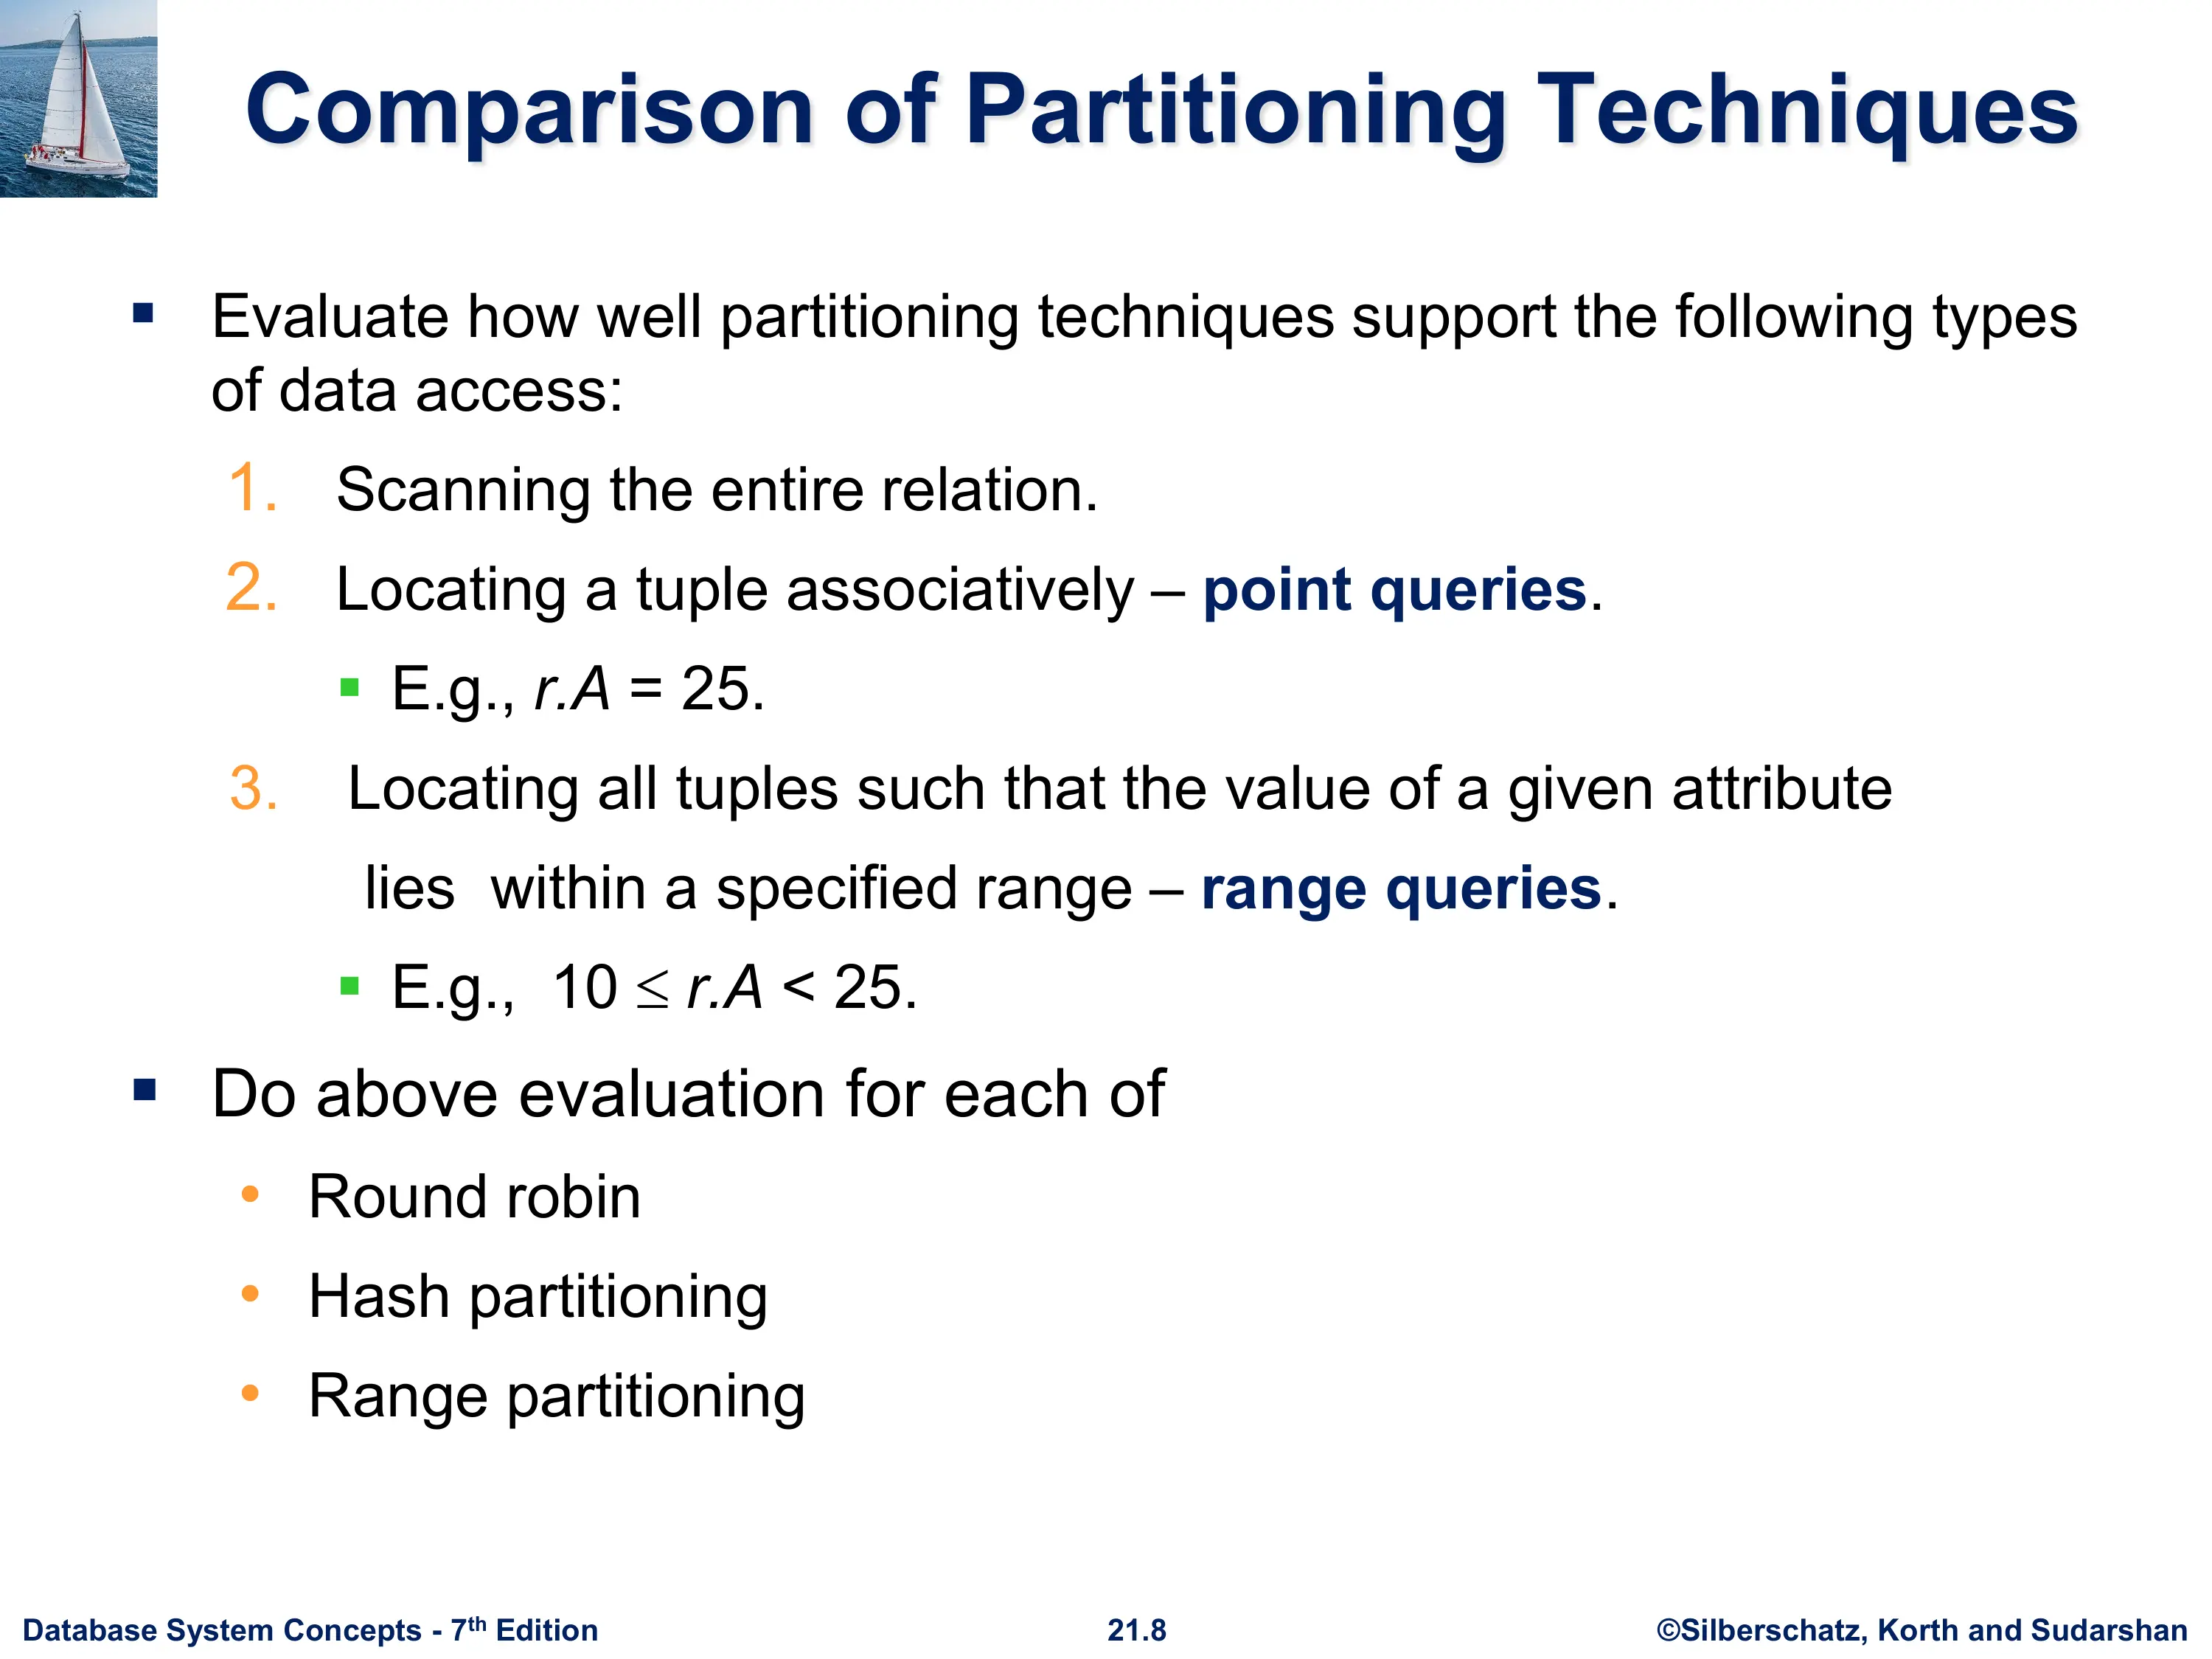 Comparison of Partitioning Techniques
▪ Evaluate how well partitioning techniques support the following types
of data access:
1. Scanning the entire relation.
2. Locating a tuple associatively – point queries.
▪ E.g., r.A = 25.
3. Locating all tuples such that the value of a given attribute
lies within a specified range – range queries.
▪ E.g., 10 ≤ r.A < 25.
▪ Do above evaluation for each of
• Round robin
• Hash partitioning
• Range partitioning
Database System Concepts - 7th Edition 21.8 ©Silberschatz, Korth and Sudarshan